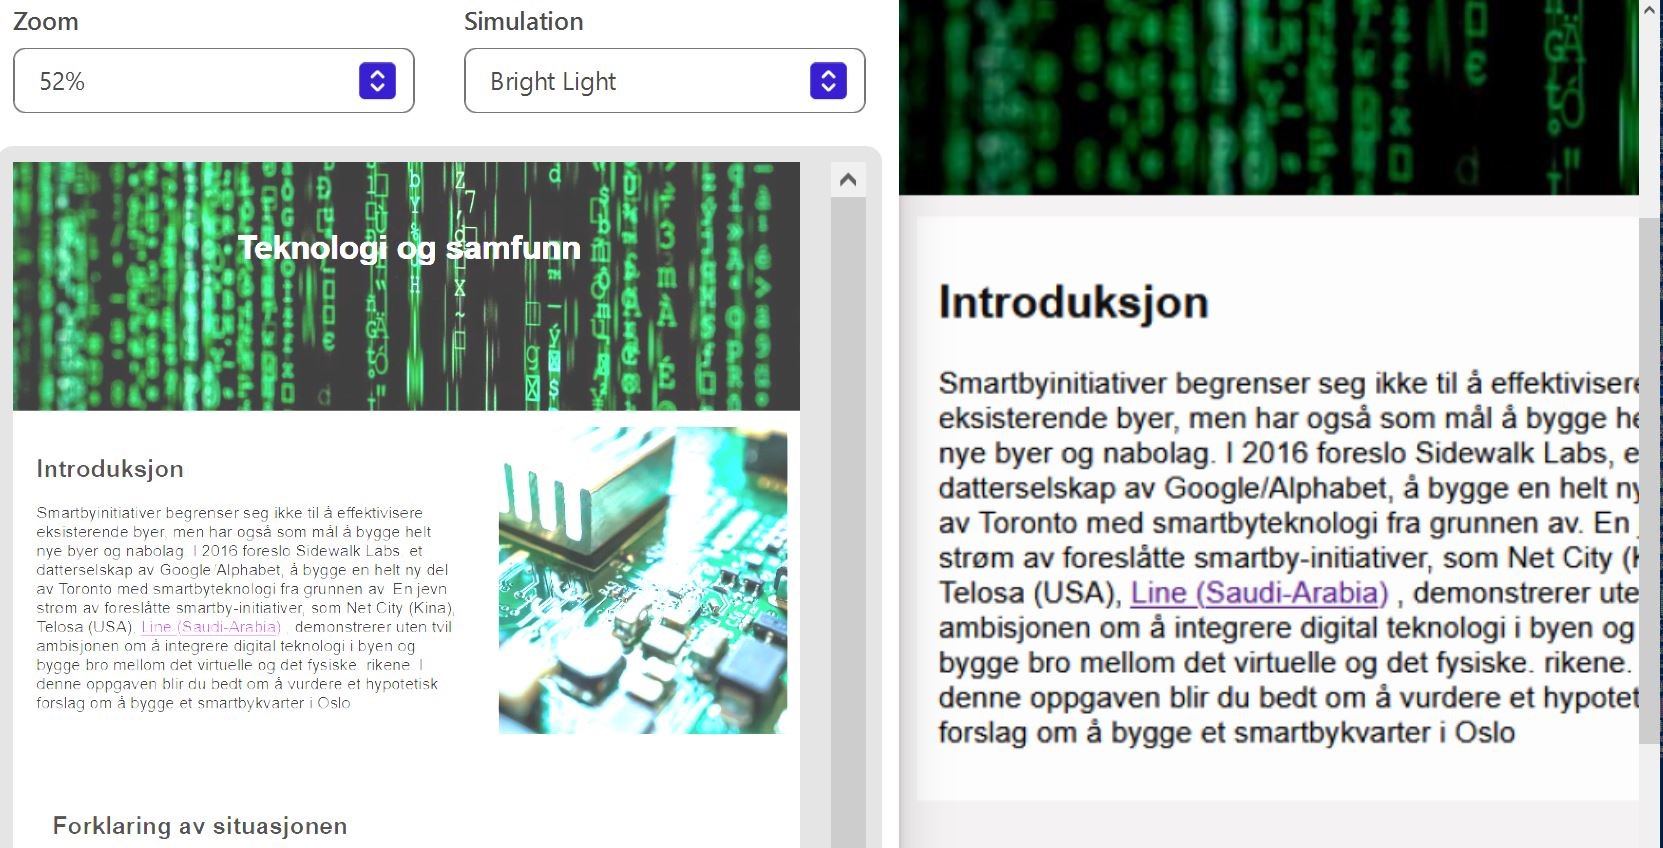 Zoom
52%
Simulation
Bright Light
Teknologi og samfunn
Introduksjon
Smartbyinitiativer begrenser seg ikke til å effektivisere
eksisterende byer, men har også som mål å bygge helt
nye byer og nabolag. I 2016 foreslo Sidewalk Labs, et
datterselskap av Google/Alphabet, å bygge en helt ny del
av Toronto med smartbyteknologi fra grunnen av. En jevn
strøm av foreslåtte smartby-initiativer, som Net City (Kina),
Telosa (USA), Line (Saudi-Arabia) , demonstrerer uten tvil
ambisjonen om å integrere digital teknologi i byen og
bygge bro mellom det virtuelle og det fysiske. rikene. I
denne oppgaven blir du bedt om å vurdere et hypotetisk
forslag om å bygge et smartbykvarter i Oslo
Forklaring av situasjonen
Introduksjon
Smartbyinitiativer begrenser seg ikke til å effektivisere
eksisterende byer, men har også som mål å bygge he
nye byer og nabolag. I 2016 foreslo Sidewalk Labs, e
datterselskap av Google/Alphabet, å bygge en helt ny
av Toronto med smartbyteknologi fra grunnen av. En
strøm av foreslåtte smartby-initiativer, som Net City (
Telosa (USA), Line (Saudi-Arabia) , demonstrerer ute
ambisjonen om å integrere digital teknologi i byen og
bygge bro mellom det virtuelle og det fysiske. rikene.
denne oppgaven blir du bedt om å vurdere et hypotet
forslag om å bygge et smartbykvarter i Oslo